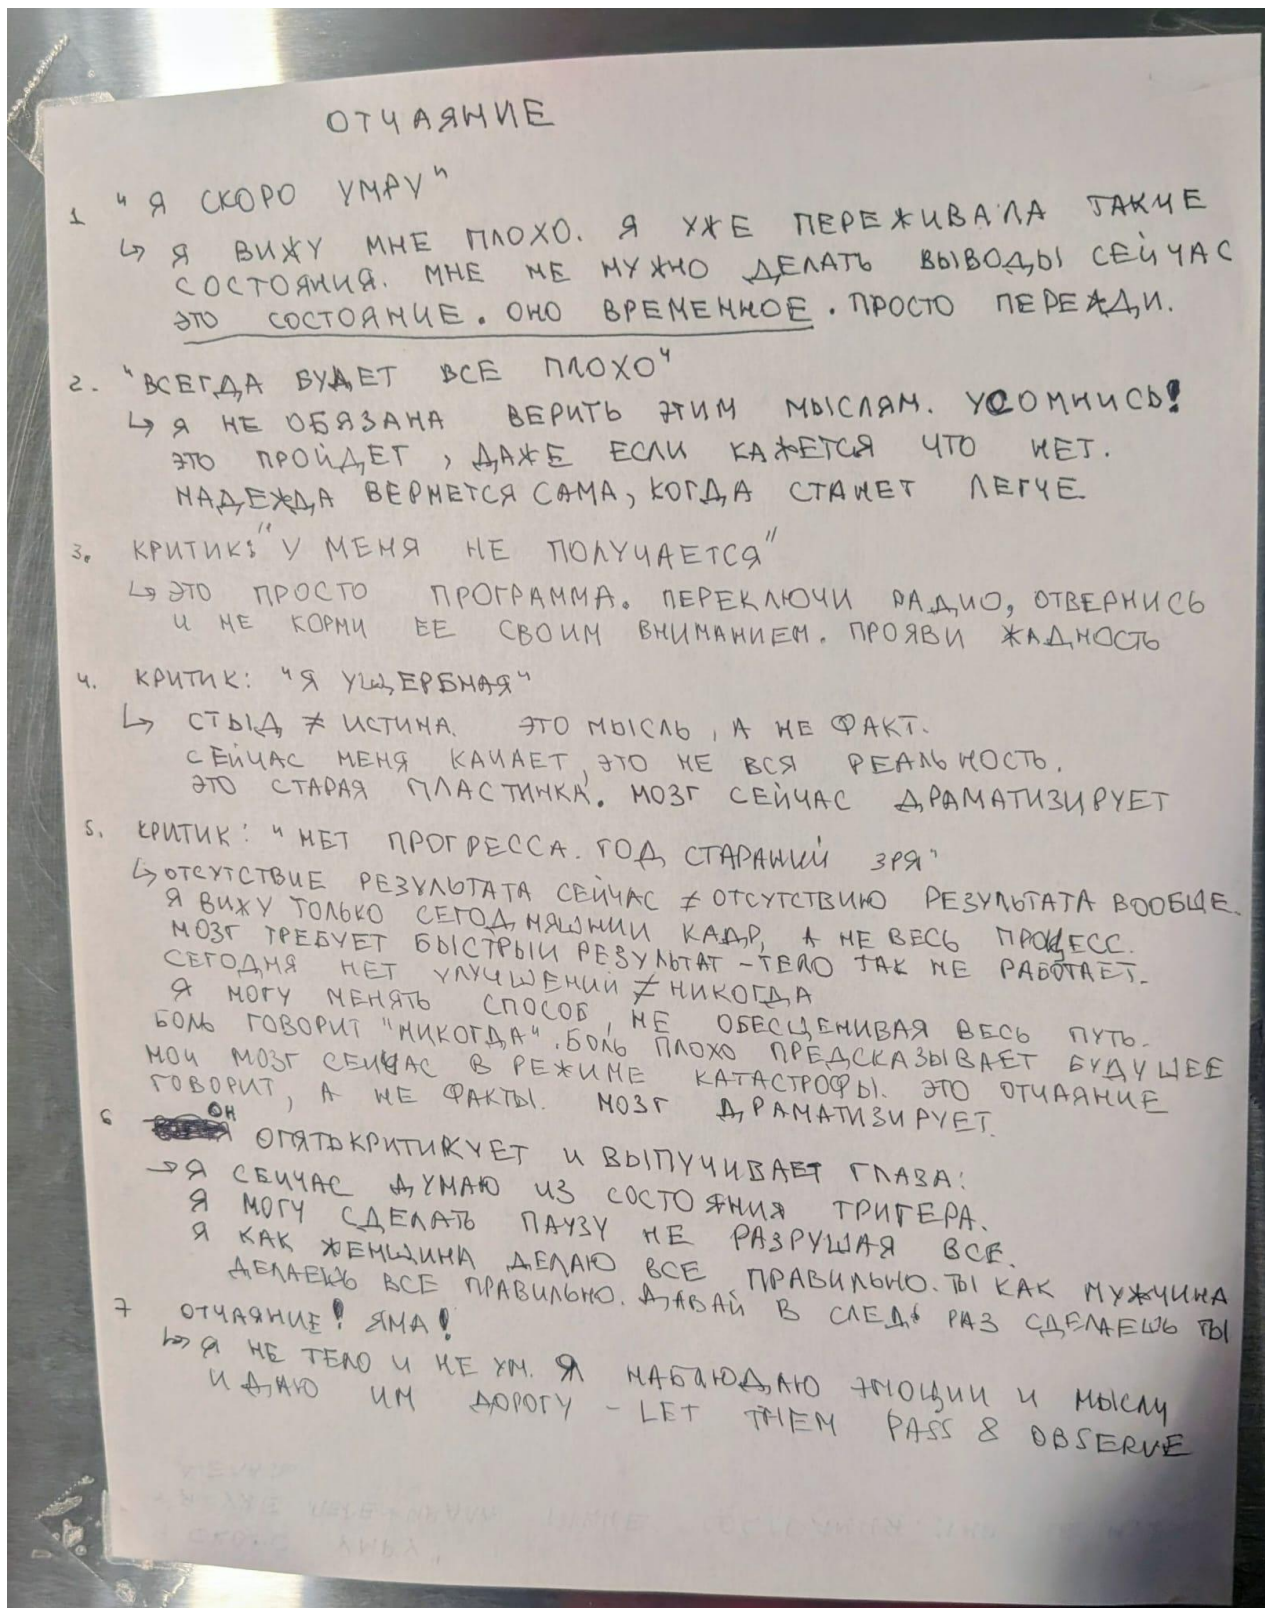 ОТЧАЯНИЕ
1 "Я СКОРО УМРУ"
↳ Я ВИЖУ МНЕ ПЛОХО. Я УЖЕ ПЕРЕЖИВАЛА ТАКИЕ
СОСТОЯНИЯ. МНЕ НЕ НУЖНО ДЕЛАТЬ ВЫВОДЫ СЕЙЧАС
ЭТО СОСТОЯНИЕ. ОНО ВРЕМЕННОЕ. ПРОСТО ПЕРЕЖДИ.
2. "ВСЕГДА БУДЕТ ВСЕ ПЛОХО"
↳ Я НЕ ОБЯЗАНА ВЕРИТЬ ЭТИМ МЫСЛЯМ. УСОМНИСЬ!
ЭТО ПРОЙДЕТ, ДАЖЕ ЕСЛИ КАЖЕТСЯ ЧТО НЕТ.
НАДЕЖДА ВЕРНЕТСЯ САМА, КОГДА СТАНЕТ ЛЕГЧЕ.
3. КРИТИК: "У МЕНЯ НЕ ПОЛУЧАЕТСЯ"
↳ ЭТО ПРОСТО ПРОГРАММА. ПЕРЕКЛЮЧИ РАДИО, ОТВЕРНИСЬ
И НЕ КОРМИ ЕЕ СВОИМ ВНИМАНИЕМ. ПРОЯВИ ЖАДНОСТЬ
4. КРИТИК: "Я УЩЕРБНАЯ"
↳ СТЫД ≠ ИСТИНА. ЭТО МЫСЛЬ, А НЕ ФАКТ.
СЕЙЧАС МЕНЯ КАЧАЕТ, ЭТО НЕ ВСЯ РЕАЛЬНОСТЬ.
ЭТО СТАРАЯ ПЛАСТИНКА. МОЗГ СЕЙЧАС ДРАМАТИЗИРУЕТ
5. КРИТИК: "НЕТ ПРОГРЕССА. ГОД СТАРАНИЙ ЗРЯ"
↳ ОТСУТСТВИЕ РЕЗУЛЬТАТА СЕЙЧАС ≠ ОТСУТСТВИЮ РЕЗУЛЬТАТА ВООБЩЕ.
Я ВИЖУ ТОЛЬКО СЕГОДНЯШНИЙ КАДР, А НЕ ВЕСЬ ПРОЦЕСС.
МОЗГ ТРЕБУЕТ БЫСТРЫЙ РЕЗУЛЬТАТ - ТЕЛО ТАК НЕ РАБОТАЕТ.
СЕГОДНЯ НЕТ УЛУЧШЕНИЙ ≠ НИКОГДА
Я МОГУ МЕНЯТЬ СПОСОБ, НЕ ОБЕСЦЕНИВАЯ ВЕСЬ ПУТЬ.
БОЛЬ ГОВОРИТ "НИКОГДА". БОЛЬ ПЛОХО ПРЕДСКАЗЫВАЕТ БУДУЩЕЕ
МОЙ МОЗГ СЕЙЧАС В РЕЖИМЕ КАТАСТРОФЫ. ЭТО ОТЧАЯНИЕ
ГОВОРИТ, А НЕ ФАКТЫ. МОЗГ ДРАМАТИЗИРУЕТ.
6 ОН ОПЯТЬ КРИТИКУЕТ И ВЫПУЧИВАЕТ ГЛАЗА:
→ Я СЕЙЧАС ДУМАЮ ИЗ СОСТОЯНИЯ ТРИГЕРА.
Я МОГУ СДЕЛАТЬ ПАУЗУ НЕ РАЗРУШАЯ ВСЕ.
Я КАК ЖЕНЩИНА ДЕЛАЮ ВСЕ ПРАВИЛЬНО. ТЫ КАК МУЖЧИНА
ДЕЛАЕШЬ ВСЕ ПРАВИЛЬНО. ДАВАЙ В СЛЕД. РАЗ СДЕЛАЕШЬ ТЫ
7 ОТЧАЯНИЕ! ЯМА!
↳ Я НЕ ТЕЛО И НЕ УМ. Я НАБЛЮДАЮ ЭМОЦИИ И МЫСЛИ
И ДАЮ ИМ ДОРОГУ - LET THEM PASS & OBSERVE